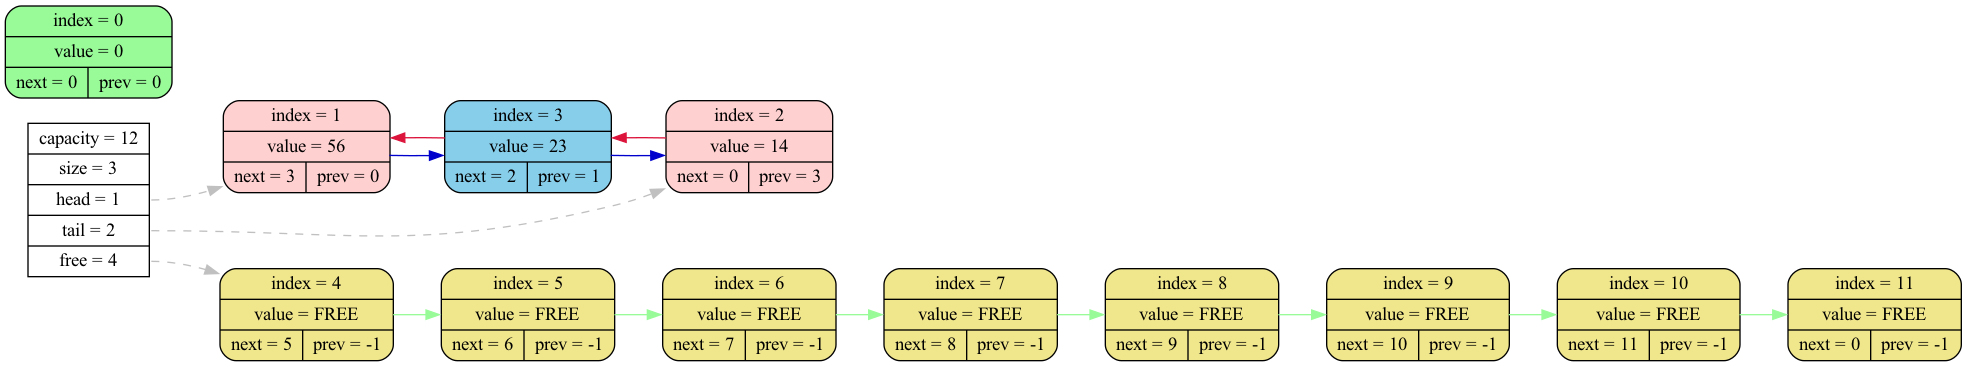 index = 0
value = 0
next = 0 prev = 0
capacity = 12
size = 3
head = 1
tail = 2
free = 4
index = 1
value = 56
next = 3 prev = 0
index = 3
value = 23
next = 2 prev = 1
index = 2
value = 14
next = 0 prev = 3
index = 4
value = FREE
next = 5 prev = -1
index = 5
value = FREE
next = 6 prev = -1
index = 6
value = FREE
next = 7 prev = -1
index = 7
value = FREE
next = 8 prev = -1
index = 8
value = FREE
next = 9 prev = -1
index = 9
value = FREE
next = 10 prev = -1
index = 10
value = FREE
next = 11 prev = -1
index = 11
value = FREE
next = 0 prev = -1